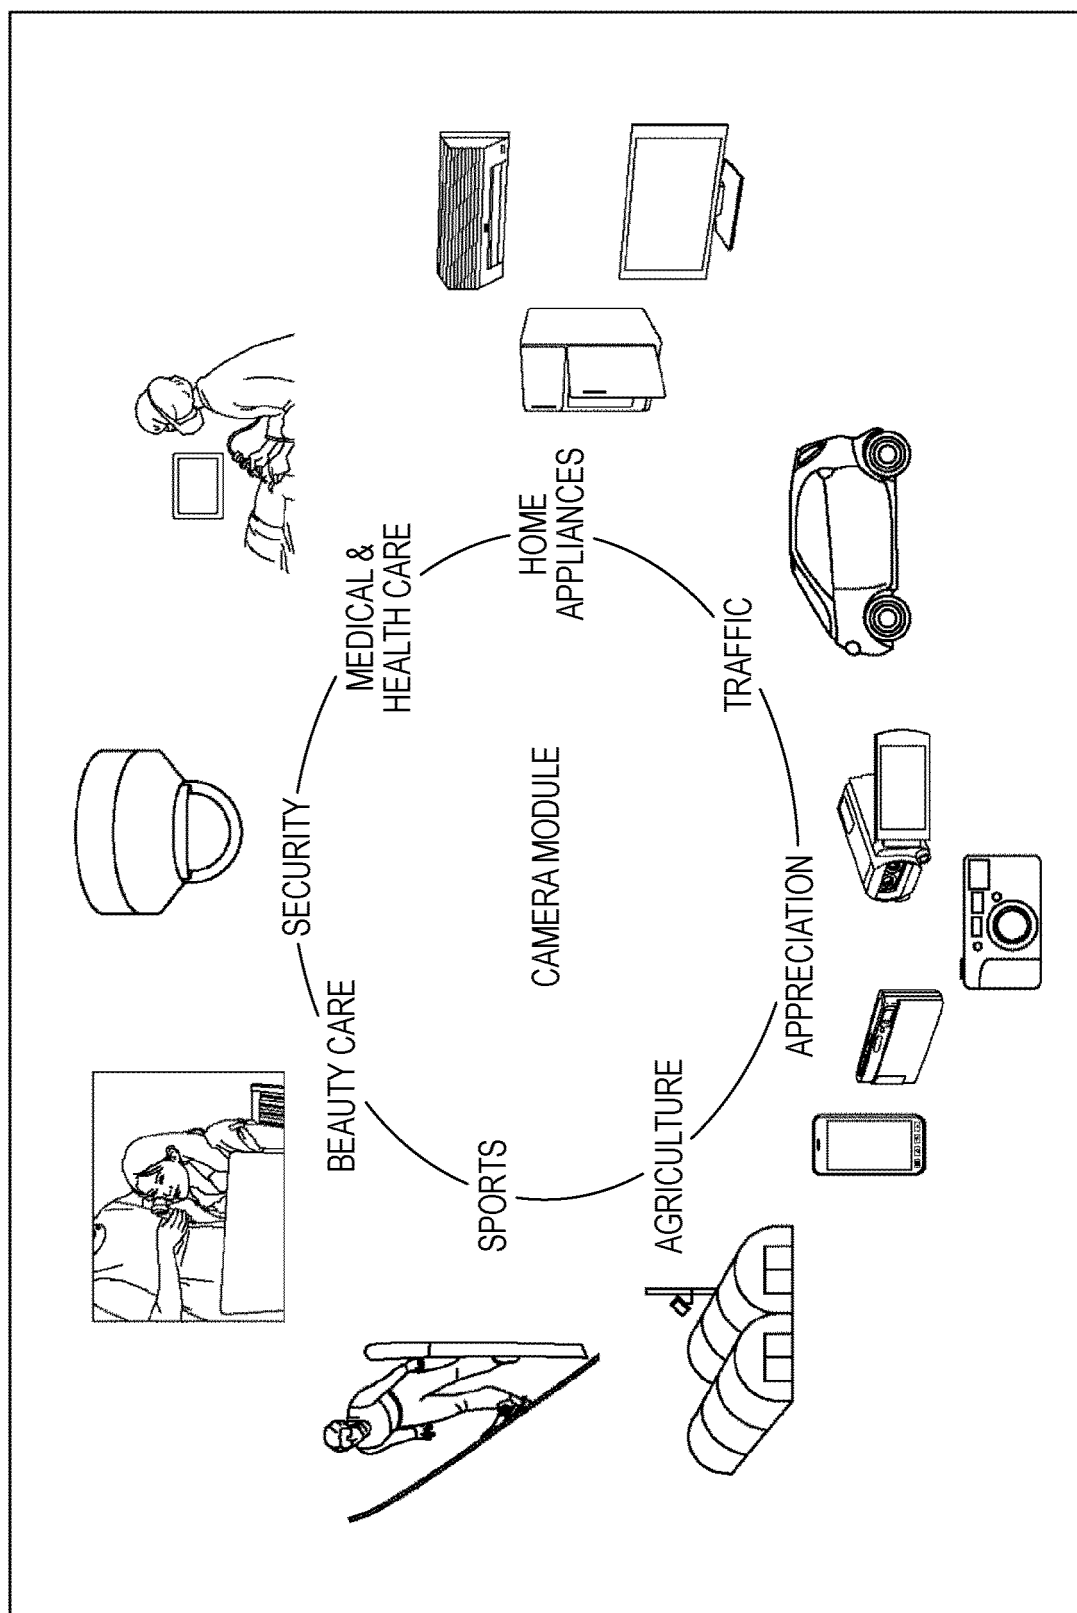 SECURITY
MEDICAL &
HEALTH CARE
HOME
APPLIANCES
TRAFFIC
APPRECIATION
AGRICULTURE
SPORTS
BEAUTY CARE
CAMERA MODULE